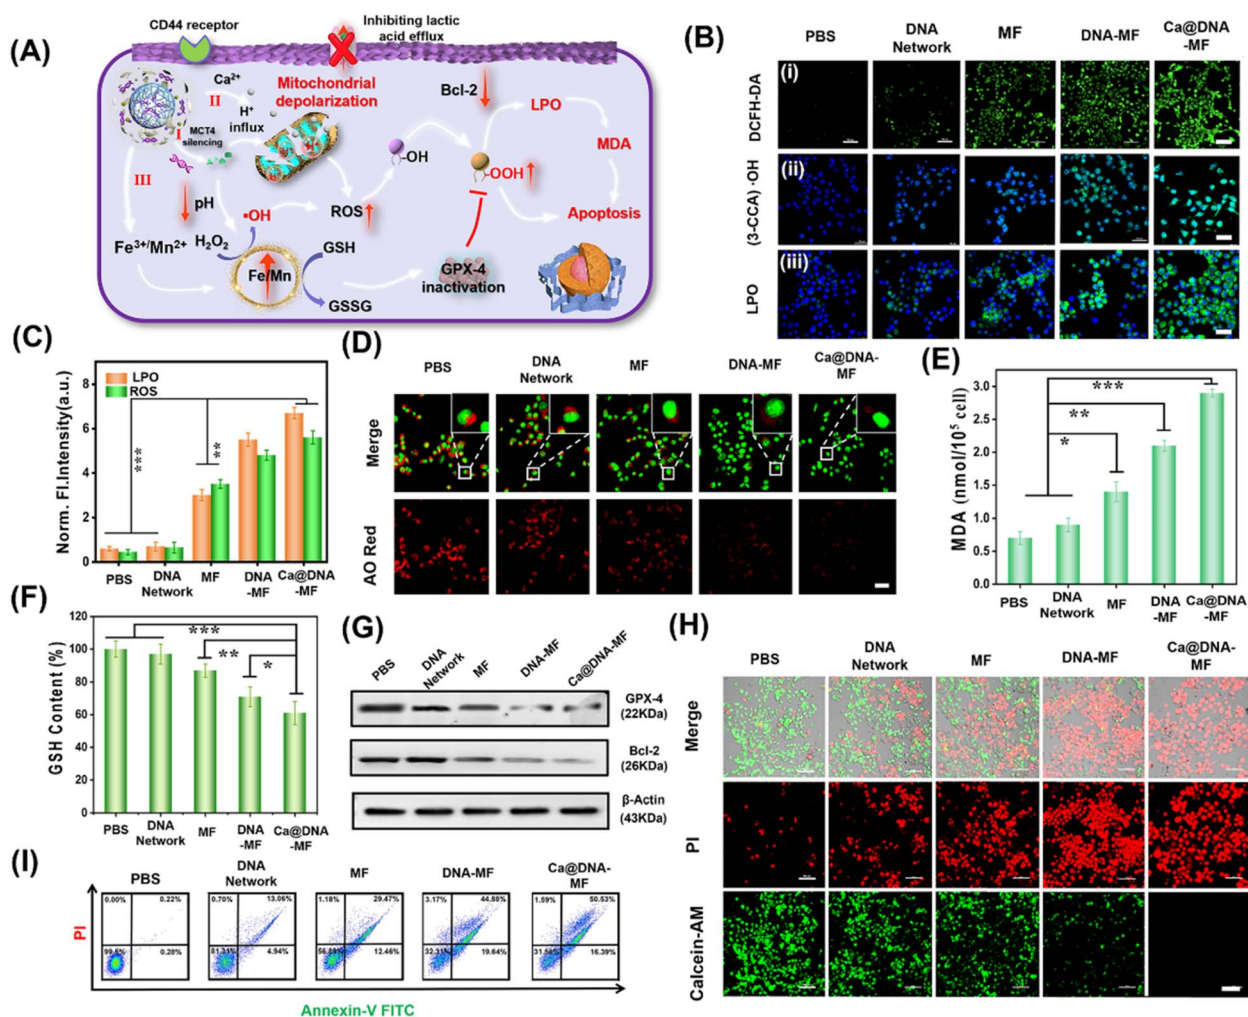 (A)
CD44 receptor
Inhibiting lactic
acid efflux
Ca²⁺
II
H⁺
influx
Mitochondrial
depolarization
Bcl-2
LPO
I
MCT4
silencing
-OH
MDA
III
pH
-OOH
ROS
Apoptosis
•OH
Fe³⁺/Mn²⁺
H₂O₂
GSH
Fe/Mn
GPX-4
inactivation
GSSG
(B)
PBS
DNA
Network
MF
DNA-MF
Ca@DNA
-MF
(i)
DCFH-DA
(ii)
(3-CCA) ·OH
(iii)
LPO
(C)
LPO
ROS
Norm. Fl.Intensity(a.u.)
8
6
4
2
0
***
**
PBS
DNA
Network
MF
DNA
-MF
Ca@DNA
-MF
(D)
PBS
DNA
Network
MF
DNA-MF
Ca@DNA-
MF
Merge
AO Red
(E)
MDA (nmol/10⁵ cell)
3.0
2.5
2.0
1.5
1.0
0.5
0.0
***
**
*
PBS
DNA
Network
MF
DNA
-MF
Ca@DNA
-MF
(F)
GSH Content (%)
120
100
80
60
40
20
0
***
**
*
PBS
DNA
Network
MF
DNA
-MF
Ca@DNA
-MF
(G)
PBS
DNA
Network
MF
DNA-MF
Ca@DNA-MF
GPX-4
(22KDa)
Bcl-2
(26KDa)
β-Actin
(43KDa)
(H)
PBS
DNA
Network
MF
DNA-MF
Ca@DNA-
MF
Merge
PI
Calcein-AM
(I)
PBS
DNA
Network
MF
DNA-MF
Ca@DNA-
MF
PI
0.00% 0.22%
0.28%
0.70% 13.06%
81.31% 4.94%
1.18% 29.47%
12.46%
3.17% 44.88%
32.31% 19.64%
1.59% 50.53%
16.39%
Annexin-V FITC